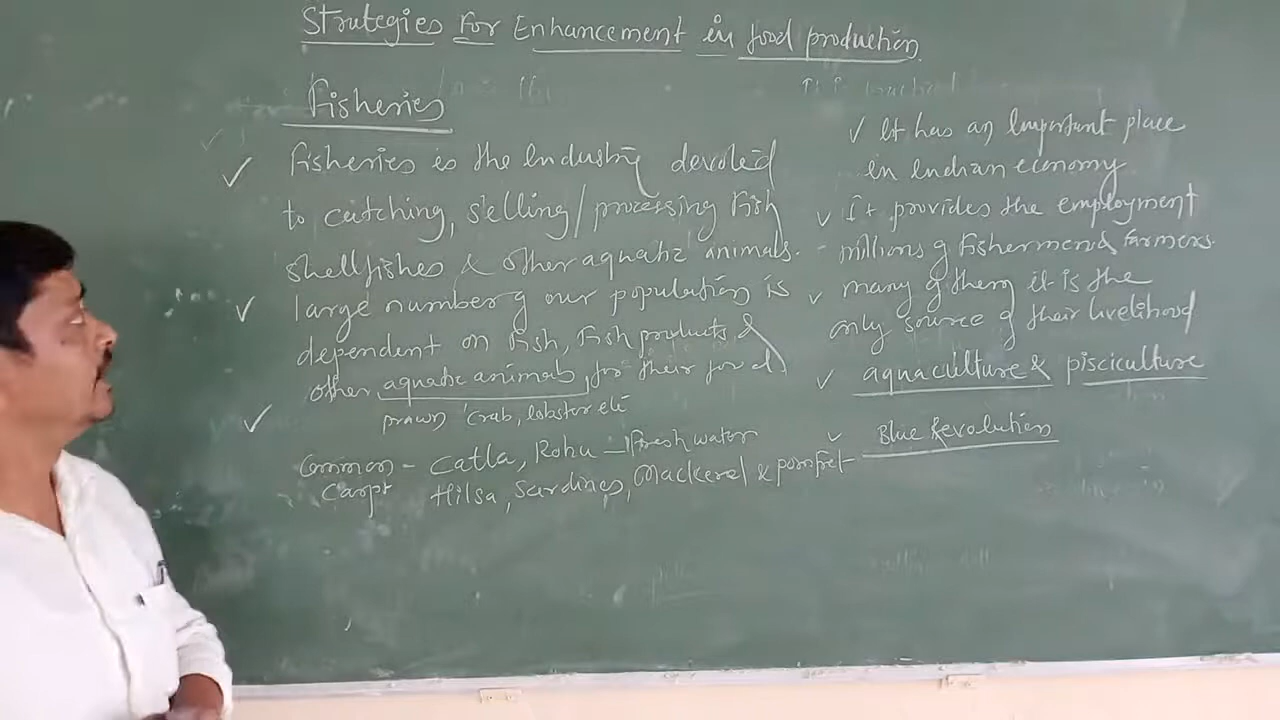 Strategies for Enhancement in food production
Fisheries
Fisheries is the Industry devoted
to catching, selling/processing Fish
shellfishes & other aquatic animals.
large number of our population is
dependent on Fish, Fish products &
other aquatic animals, for their food
prawn, crab, lobster etc
Common - Catla, Rohu - Fresh water
Carp
Hilsa, Sardines, Mackerel & pomfret
✓ It has an Important place
in Indian economy
✓ It provides the employment
- millions of Fishermen & farmers.
✓ many of them it is the
only source of their livelihood
✓ aquaculture & pisciculture
✓ Blue Revolution